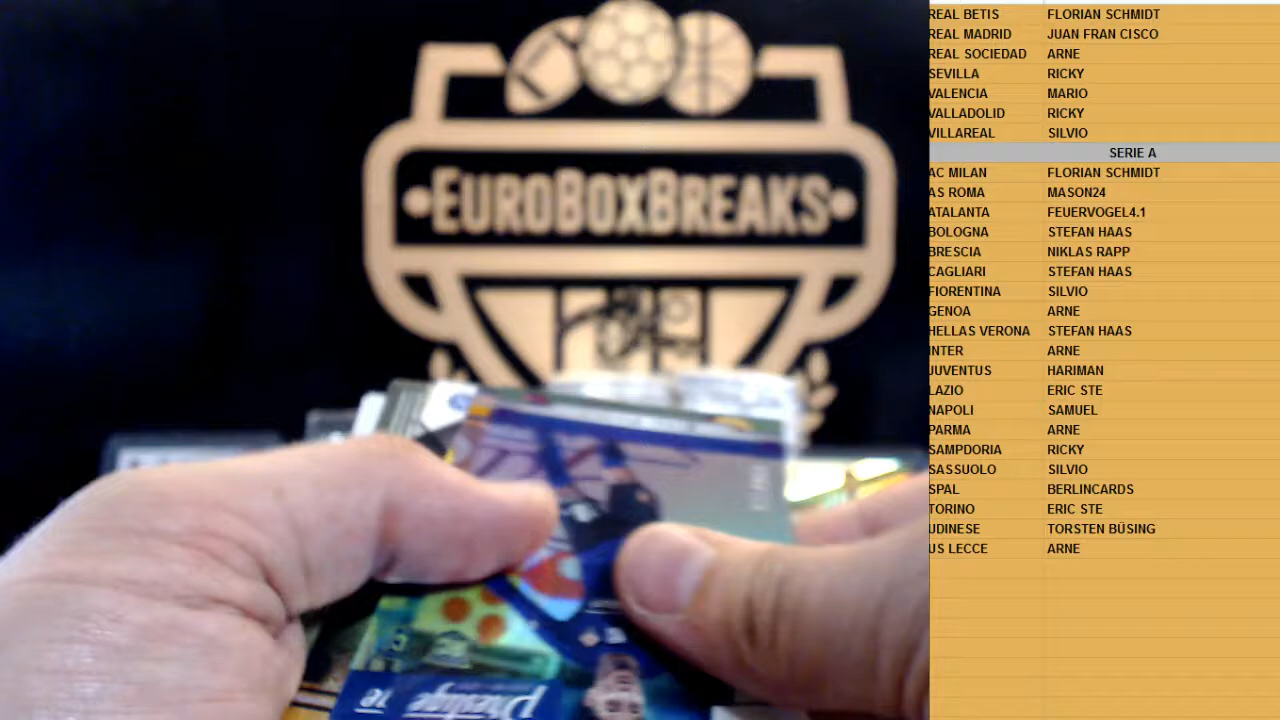 REAL BETIS FLORIAN SCHMIDT
REAL MADRID JUAN FRAN CISCO
REAL SOCIEDAD ARNE
SEVILLA RICKY
VALENCIA MARIO
VALLADOLID RICKY
VILLAREAL SILVIO
SERIE A
AC MILAN FLORIAN SCHMIDT
AS ROMA MASON24
ATALANTA FEUERVOGEL4.1
BOLOGNA STEFAN HAAS
BRESCIA NIKLAS RAPP
CAGLIARI STEFAN HAAS
FIORENTINA SILVIO
GENOA ARNE
HELLAS VERONA STEFAN HAAS
INTER ARNE
JUVENTUS HARIMAN
LAZIO ERIC STE
NAPOLI SAMUEL
PARMA ARNE
SAMPDORIA RICKY
SASSUOLO SILVIO
SPAL BERLINCARDS
TORINO ERIC STE
UDINESE TORSTEN BÜSING
US LECCE ARNE
EUROBOXBREAKS
Prestige